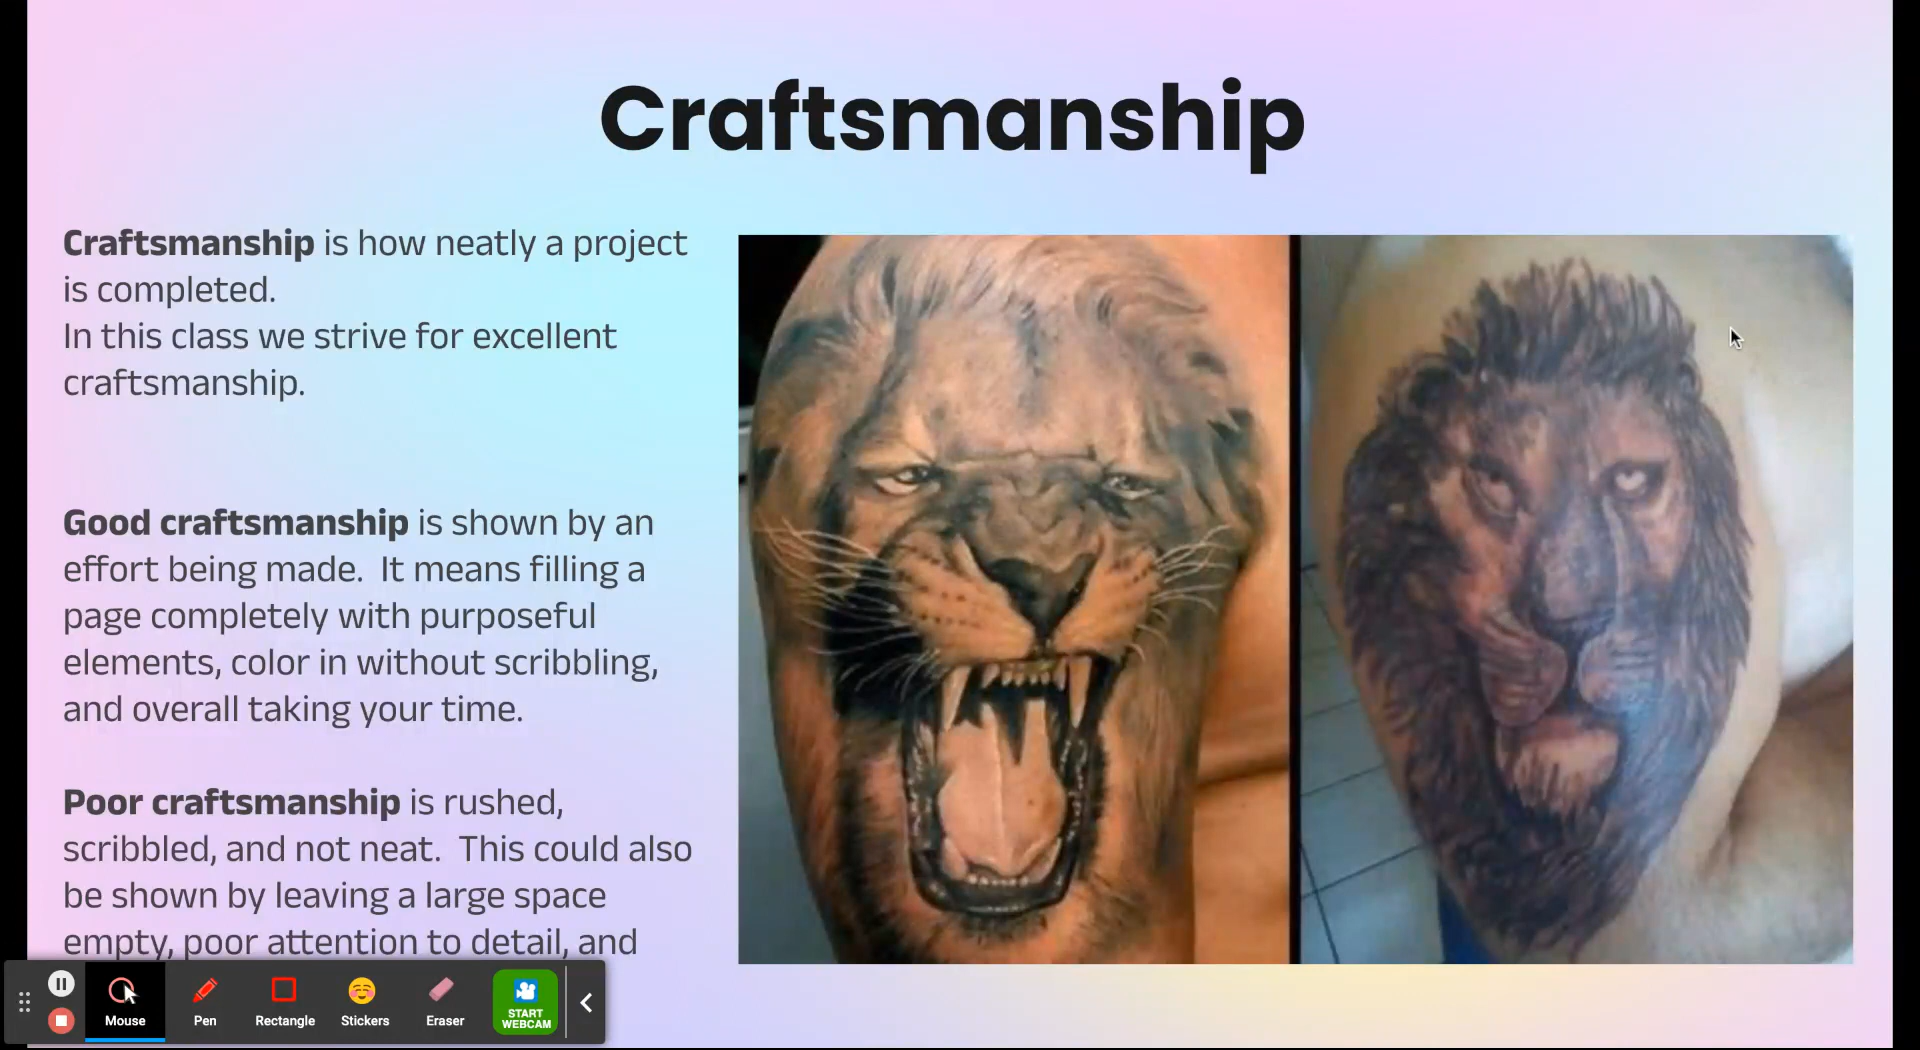 Craftsmanship
Craftsmanship is how neatly a project
is completed.
In this class we strive for excellent
craftsmanship.
Good craftsmanship is shown by an
effort being made.  It means filling a
page completely with purposeful
elements, color in without scribbling,
and overall taking your time.
Poor craftsmanship is rushed,
scribbled, and not neat.  This could also
be shown by leaving a large space
empty, poor attention to detail, and
Mouse
Pen
Rectangle
Stickers
Eraser
START
WEBCAM